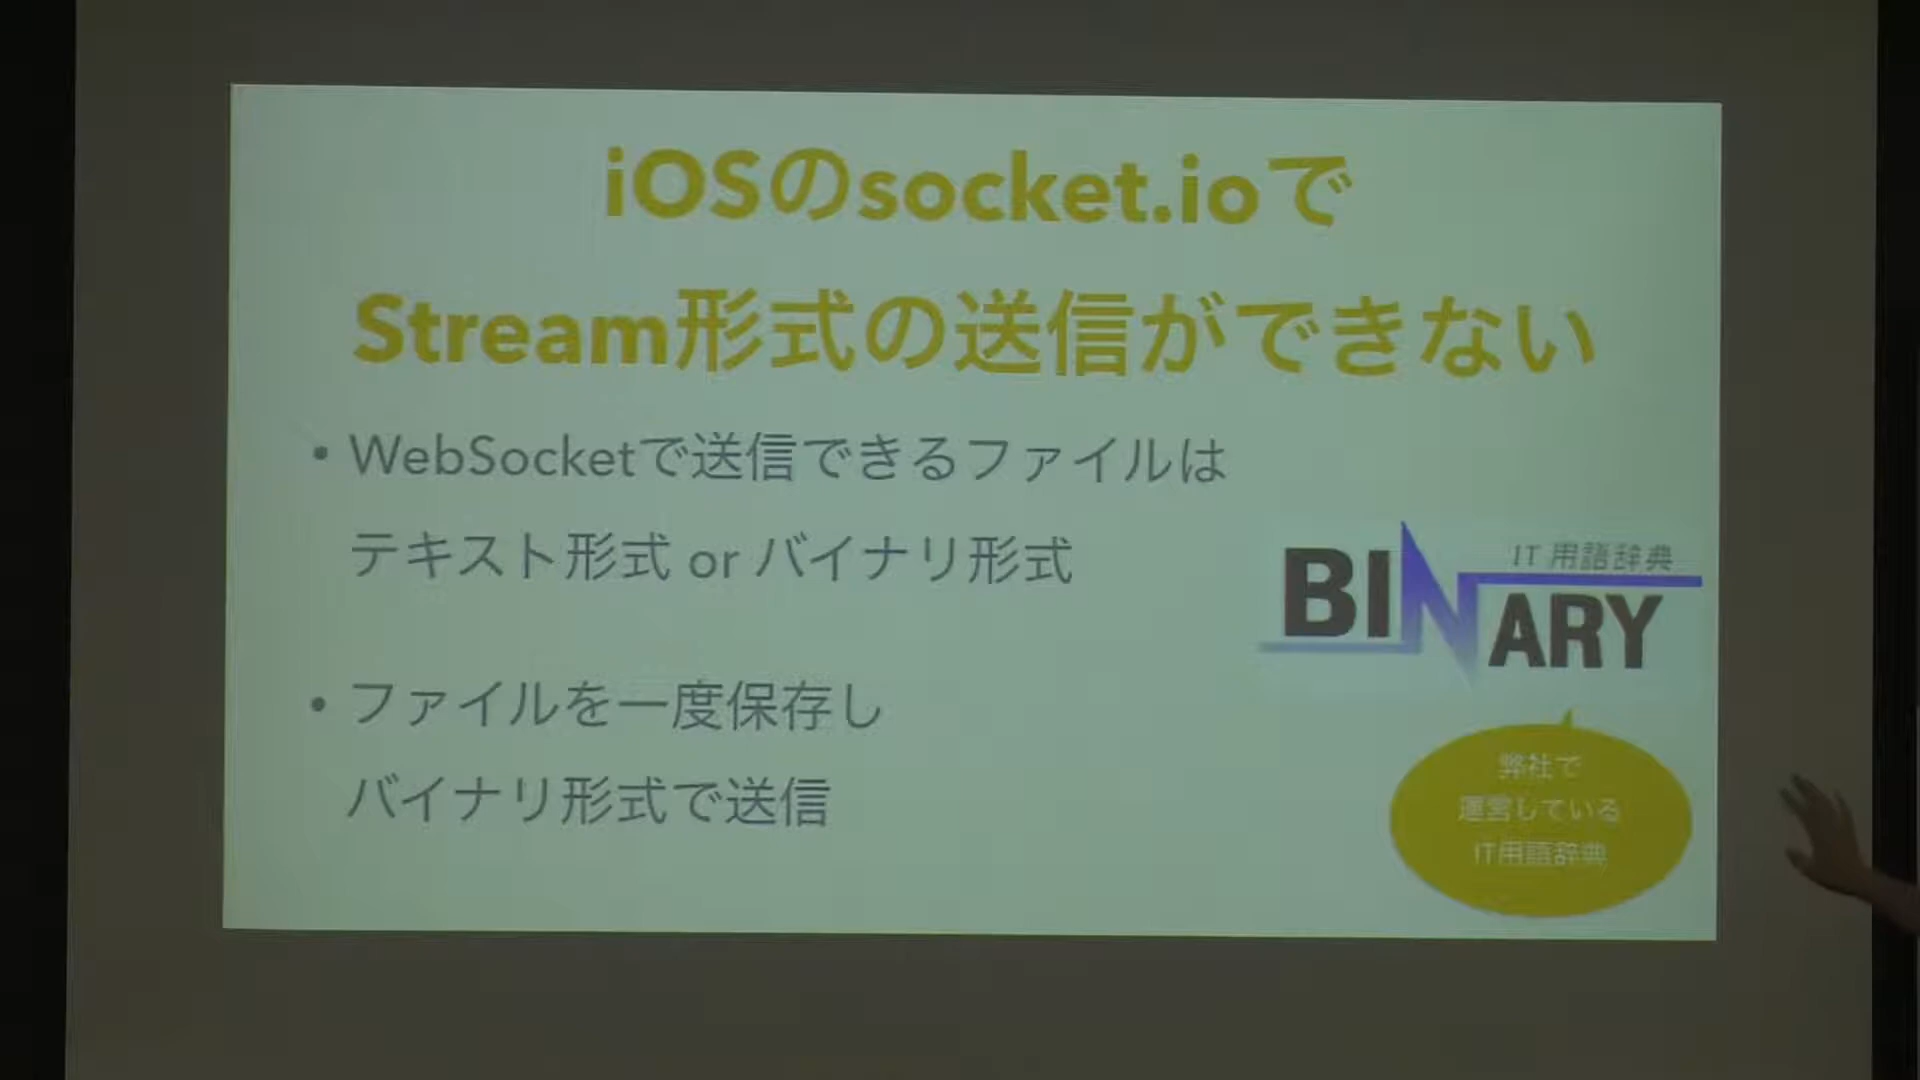 iOSのsocket.ioで
Stream形式の送信ができない
• WebSocketで送信できるファイルは
テキスト形式 or バイナリ形式
• ファイルを一度保存し
バイナリ形式で送信
IT 用語辞典
BINARY
弊社で
運営している
IT用語辞典